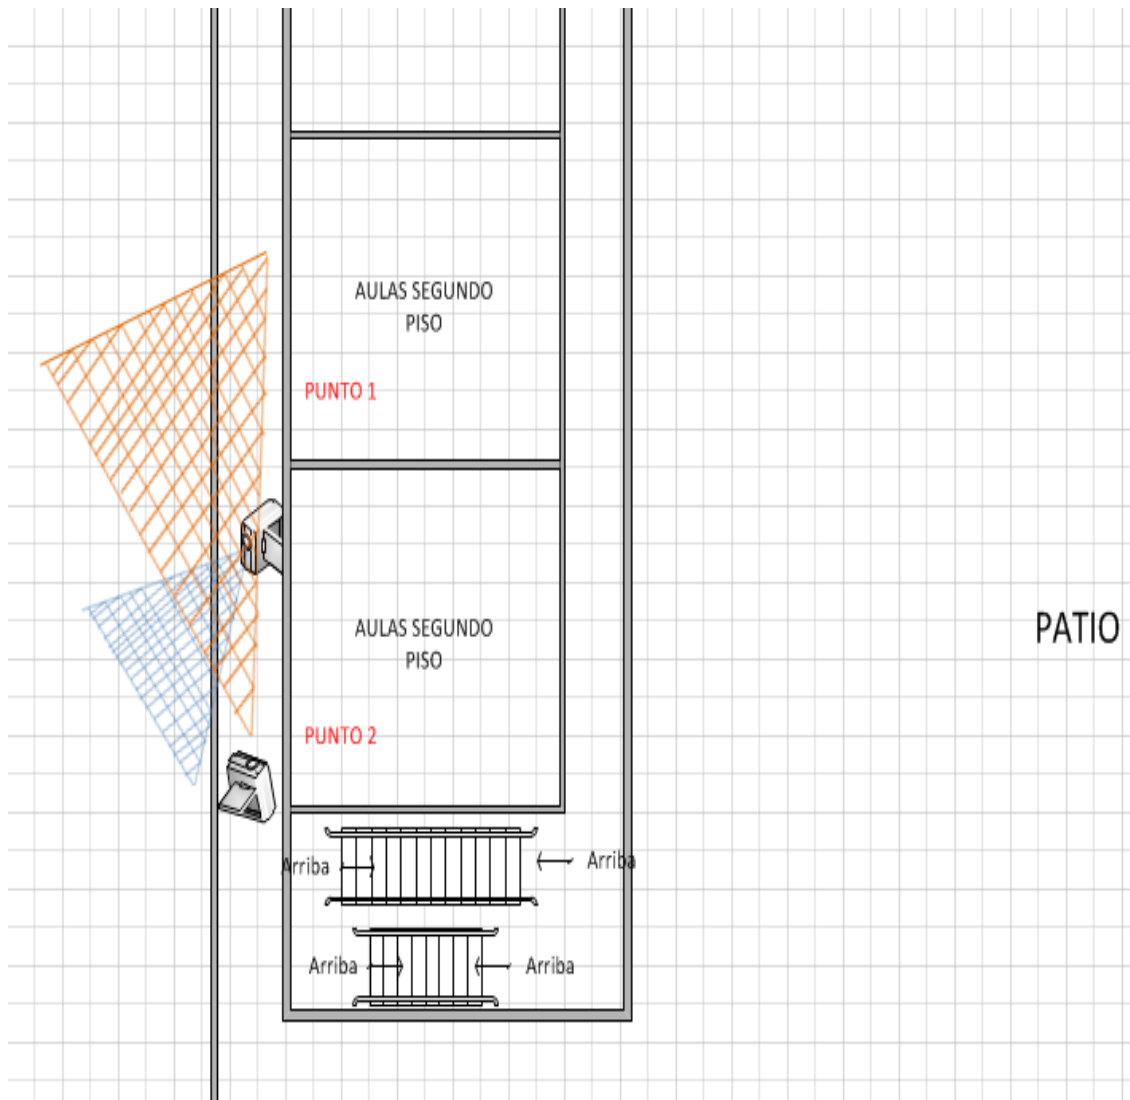 AULAS SEGUNDO
PISO
PUNTO 1
AULAS SEGUNDO
PISO
PATIO
PUNTO 2
Arriba
Arriba
Arriba
Arriba